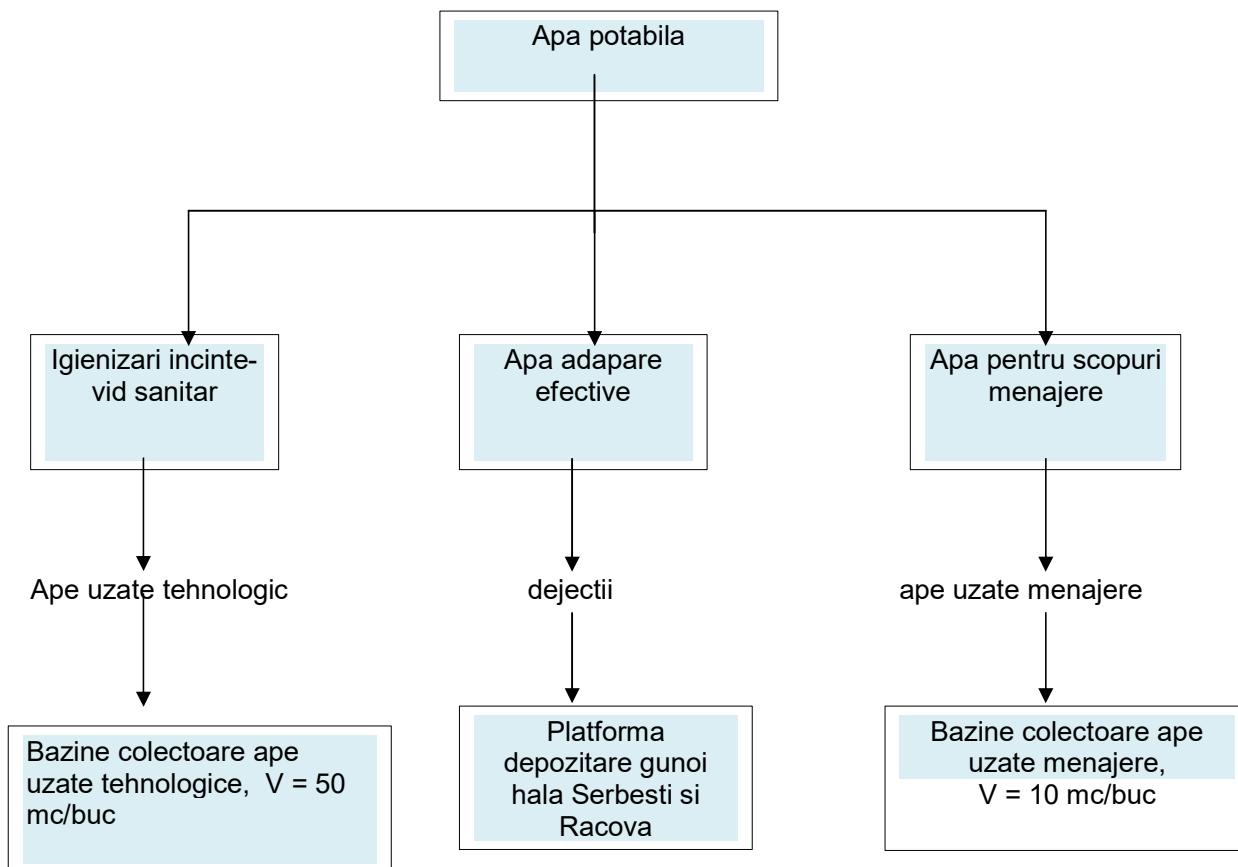 Apa potabila
Igienizari incinte-
vid sanitar
Apa adapare
efective
Apa pentru scopuri
menajere
Ape uzate tehnologic
dejectii
ape uzate menajere
Bazine colectoare ape
uzate tehnologice, V = 50
mc/buc
Platforma
depozitare gunoi
hala Serbesti si
Racova
Bazine colectoare ape
uzate menajere,
V = 10 mc/buc